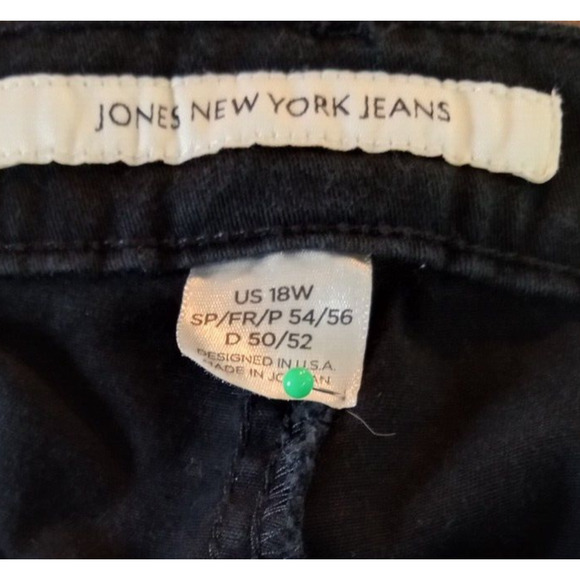 JONES NEW YORK JEANS
US 18W
SP/FR/P 54/56
D 50/52
DESIGNED IN U.S.A.
MADE IN